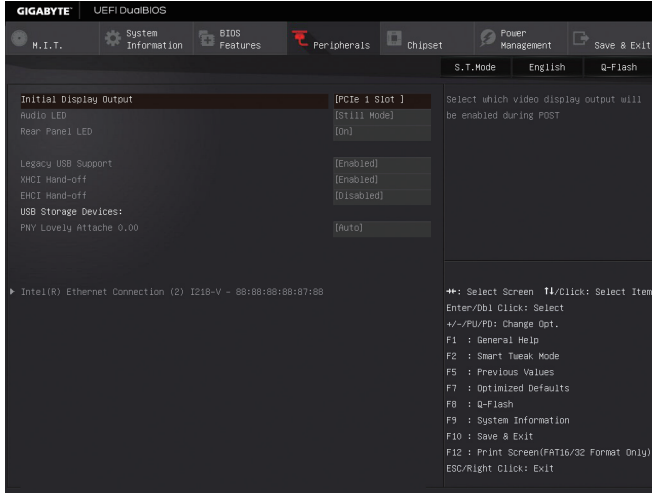 GIGABYTE™ UEFI DualBIOS
M.I.T. System Information BIOS Features Peripherals Chipset Power Management Save & Exit
S.T.Mode English Q-Flash
Initial Display Output [PCIe 1 Slot ]
Audio LED [Still Mode]
Rear Panel LED [On]
Legacy USB Support [Enabled]
XHCI Hand-off [Enabled]
EHCI Hand-off [Disabled]
USB Storage Devices:
PNY Lovely Attache 0.00 [Auto]
Intel(R) Ethernet Connection (2) I218-V - 88:88:88:88:87:88
Select which video display output will
be enabled during POST
→←: Select Screen ↑↓/Click: Select Item
Enter/Dbl Click: Select
+/-/PU/PD: Change Opt.
F1 : General Help
F2 : Smart Tweak Mode
F5 : Previous Values
F7 : Optimized Defaults
F8 : Q-Flash
F9 : System Information
F10 : Save & Exit
F12 : Print Screen(FAT16/32 Format Only)
ESC/Right Click: Exit